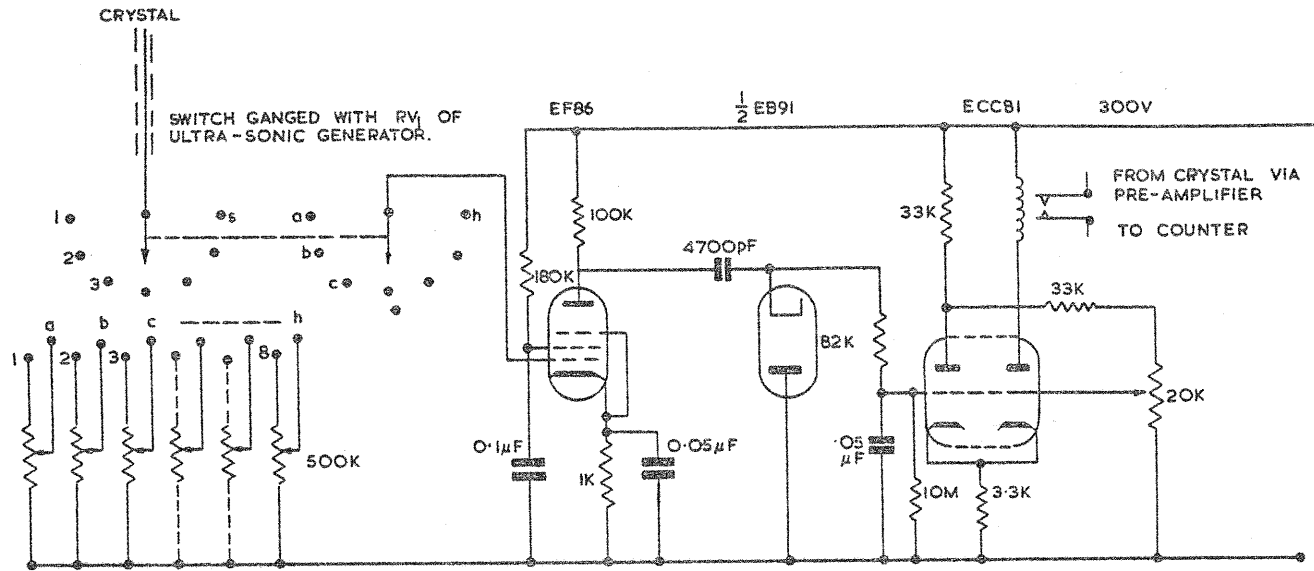 CRYSTAL
SWITCH GANGED WITH RV1 OF
ULTRA-SONIC GENERATOR.
EF86
1/2 EB91
ECC81
300V
FROM CRYSTAL VIA
PRE-AMPLIFIER
TO COUNTER
33K
100K
4700pF
180K
1
s
a
h
2
b
3
c
33K
82K
20K
a
b
c
h
1
2
3
8
500K
0.1µF
1K
0.05µF
.05
µF
10M
3.3K